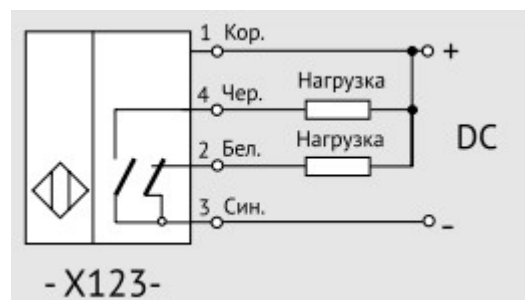 1 Кор.
+
4 Чер.
Нагрузка
2 Бел.
Нагрузка
DC
3 Син.
-
- X123-